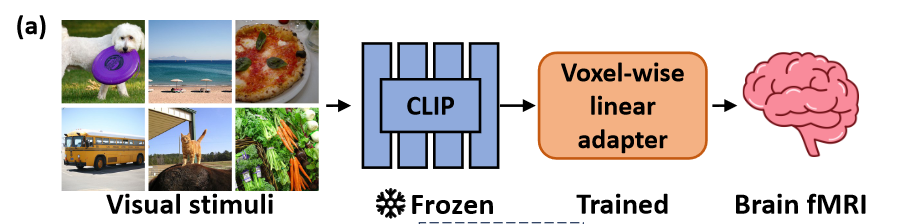 (a)
CLIP
Voxel-wise
linear
adapter
Visual stimuli
Frozen
Trained
Brain fMRI